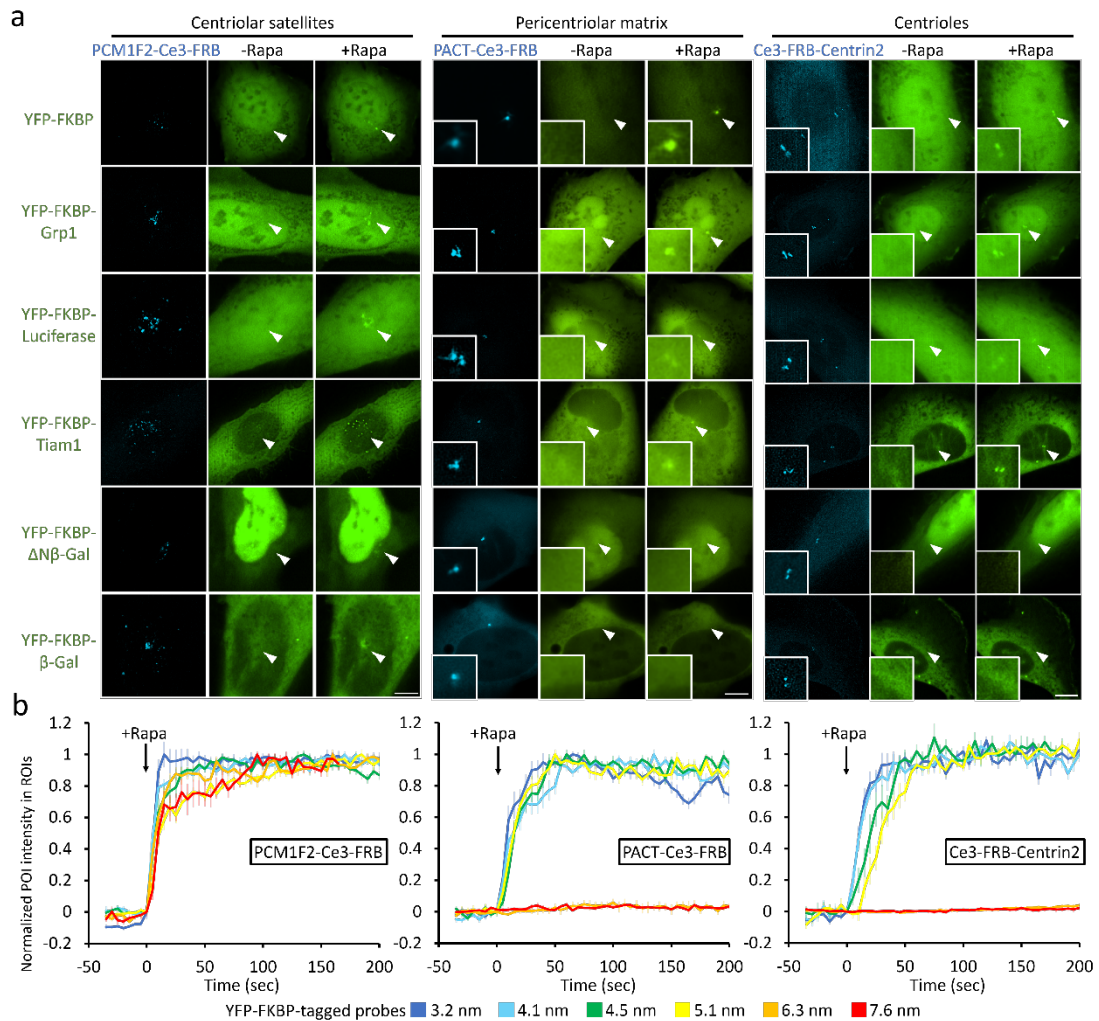 a
Centriolar satellites
Pericentriolar matrix
Centrioles
PCM1F2-Ce3-FRB -Rapa +Rapa
PACT-Ce3-FRB -Rapa +Rapa
Ce3-FRB-Centrin2 -Rapa +Rapa
YFP-FKBP
YFP-FKBP-
Grp1
YFP-FKBP-
Luciferase
YFP-FKBP-
Tiam1
YFP-FKBP-
ΔNβ-Gal
YFP-FKBP-
β-Gal
b
Normalized POI intensity in ROIs
1.2
1
0.8
0.6
0.4
0.2
0
-0.2
+Rapa
PCM1F2-Ce3-FRB
-50 0 50 100 150 200
Time (sec)
1.2
1
0.8
0.6
0.4
0.2
0
-0.2
+Rapa
PACT-Ce3-FRB
-50 0 50 100 150 200
Time (sec)
1.2
1
0.8
0.6
0.4
0.2
0
-0.2
+Rapa
Ce3-FRB-Centrin2
-50 0 50 100 150 200
Time (sec)
YFP-FKBP-tagged probes 3.2 nm 4.1 nm 4.5 nm 5.1 nm 6.3 nm 7.6 nm